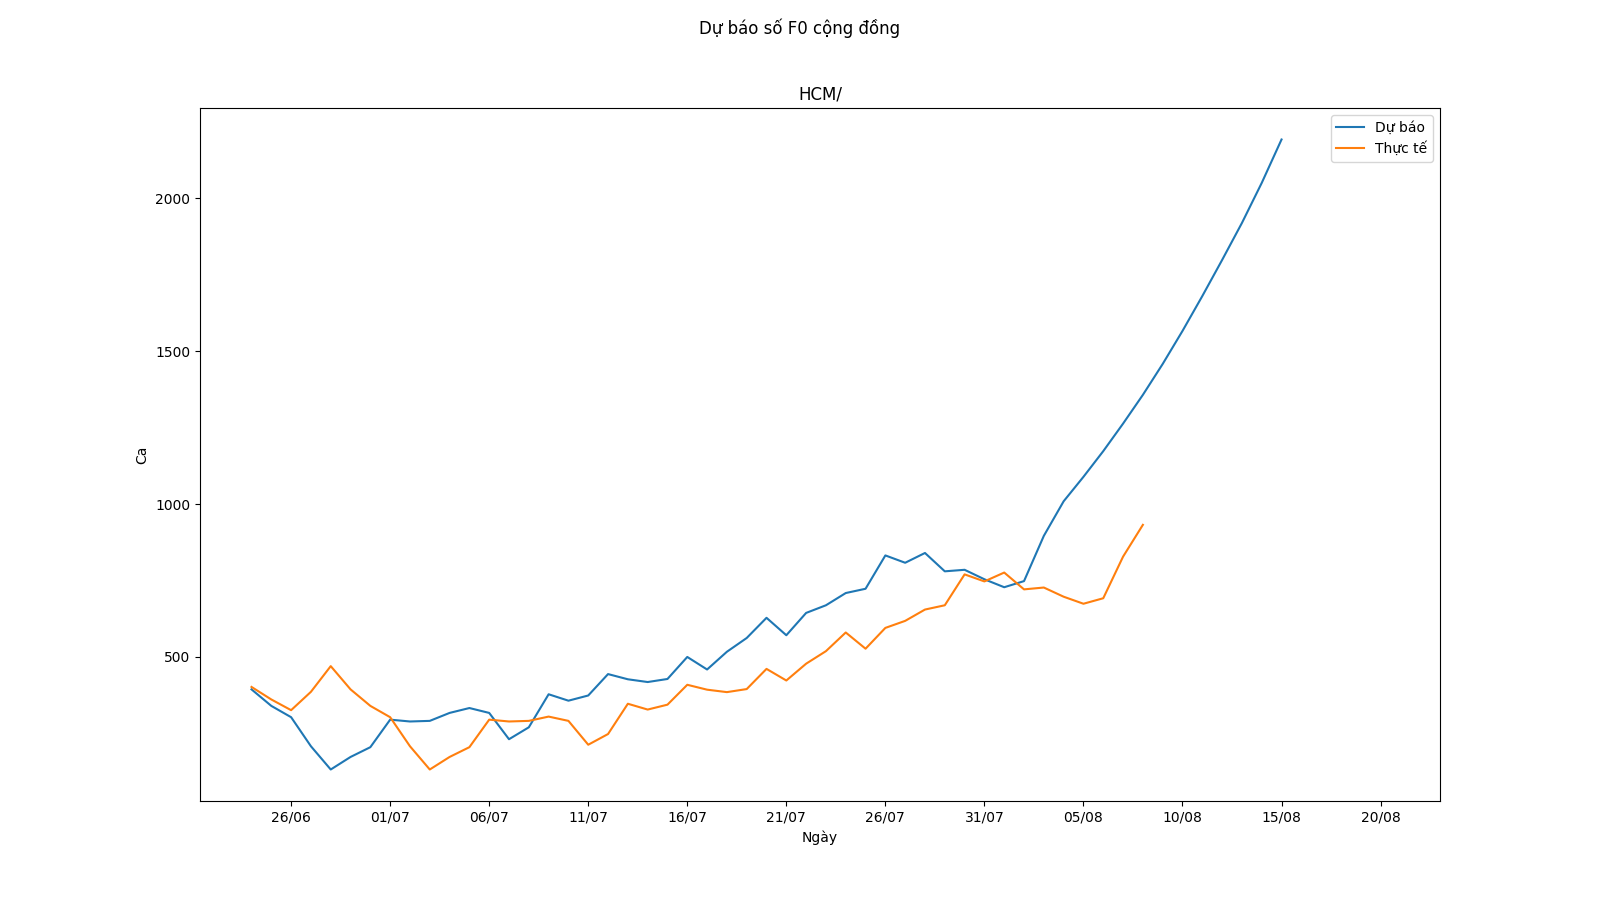 Dự báo số F0 cộng đồng
HCM/
Dự báo
Thực tế
2000
1500
1000
500
Ca
26/06
01/07
06/07
11/07
16/07
21/07
26/07
31/07
05/08
10/08
15/08
20/08
Ngày